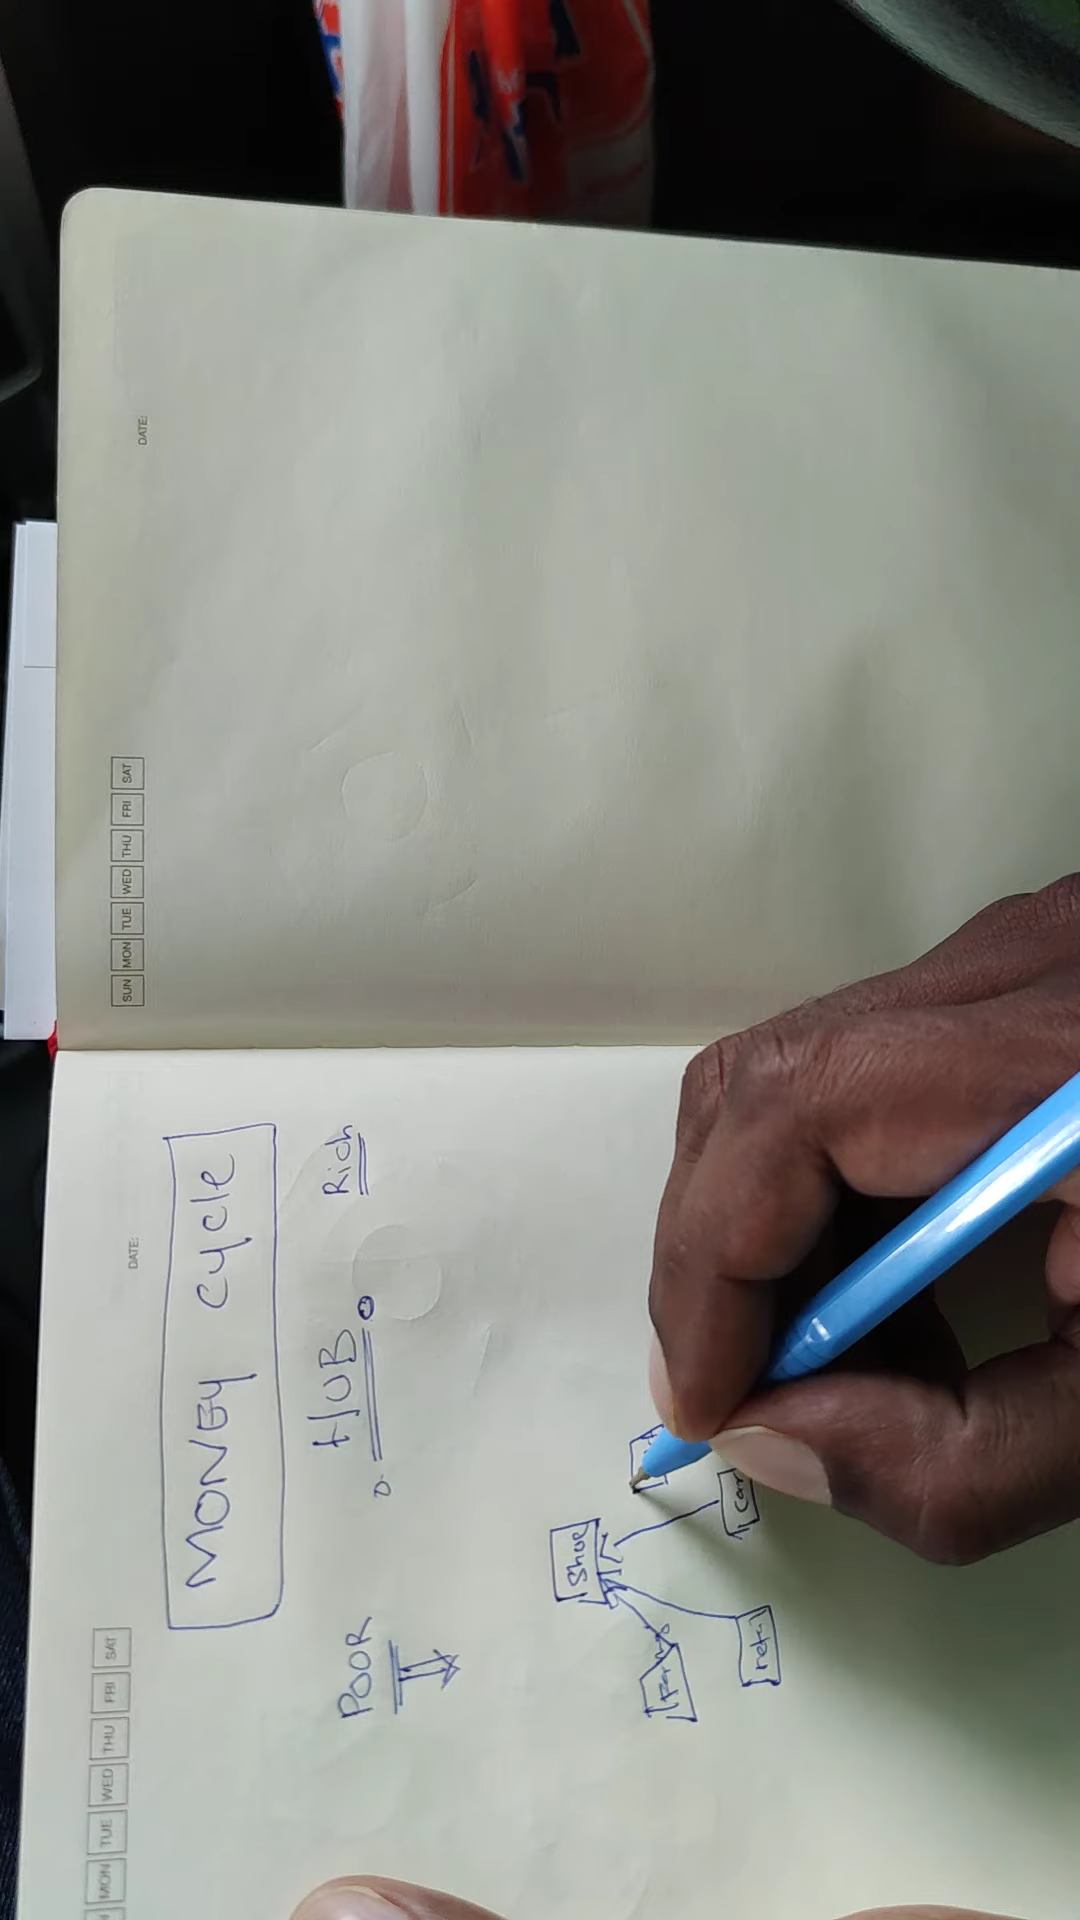 SUN MON TUE WED THU FRI SAT
DATE:
MON TUE WED THU FRI SAT
DATE:
MONEY cycle
POOR HUB Rich
Shoe
Car
retal